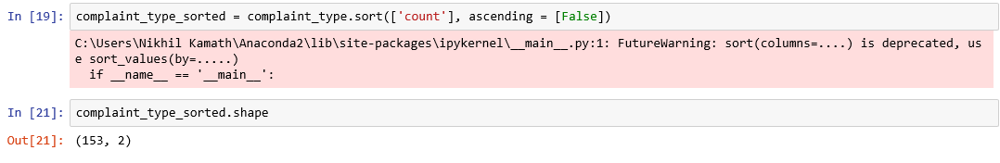 In [19]: complaint_type_sorted = complaint_type.sort(['count'], ascending = [False])
C:\Users\Nikhil Kamath\Anaconda2\lib\site-packages\ipykernel\__main__.py:1: FutureWarning: sort(columns=....) is deprecated, us
e sort_values(by=.....)
  if __name__ == '__main__':
In [21]: complaint_type_sorted.shape
Out[21]: (153, 2)